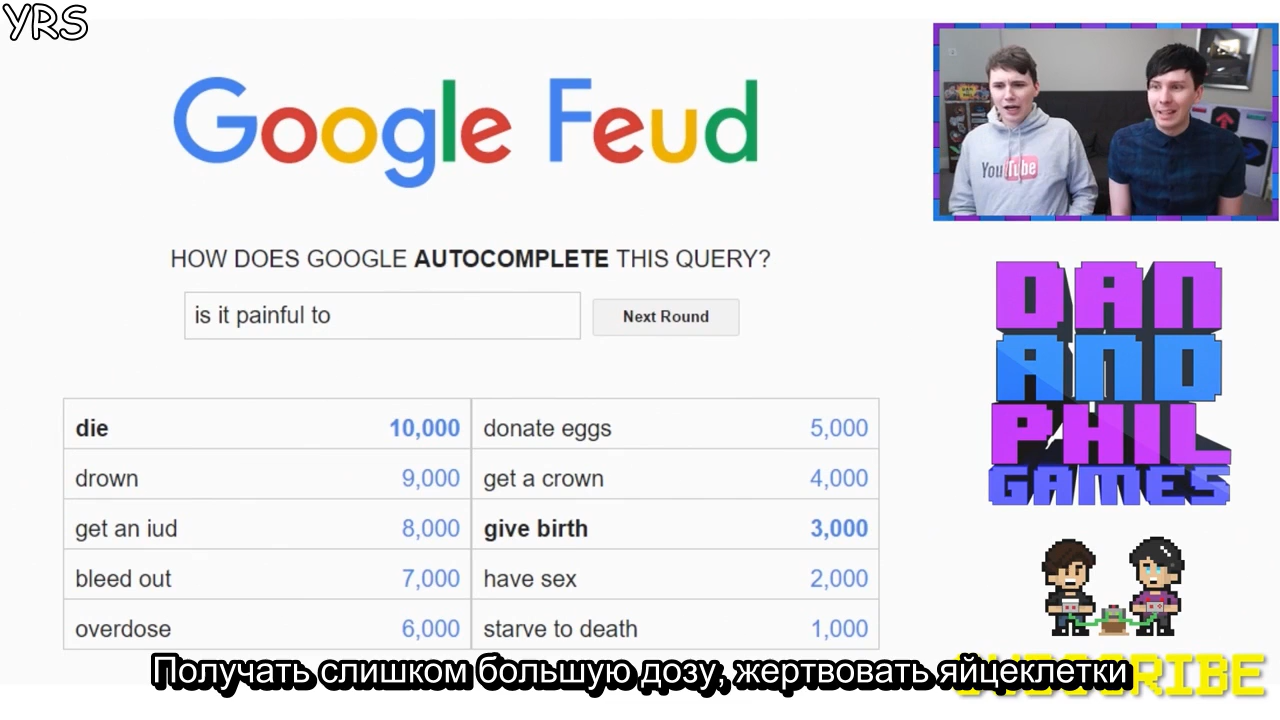 YRS
Google Feud
HOW DOES GOOGLE AUTOCOMPLETE THIS QUERY?
is it painful to
Next Round
die 10,000
drown 9,000
get an iud 8,000
bleed out 7,000
overdose 6,000
donate eggs 5,000
get a crown 4,000
give birth 3,000
have sex 2,000
starve to death 1,000
YouTube
DAN
AND
PHIL
GAMES
SUBSCRIBE
Получать слишком большую дозу, жертвовать яйцеклетки